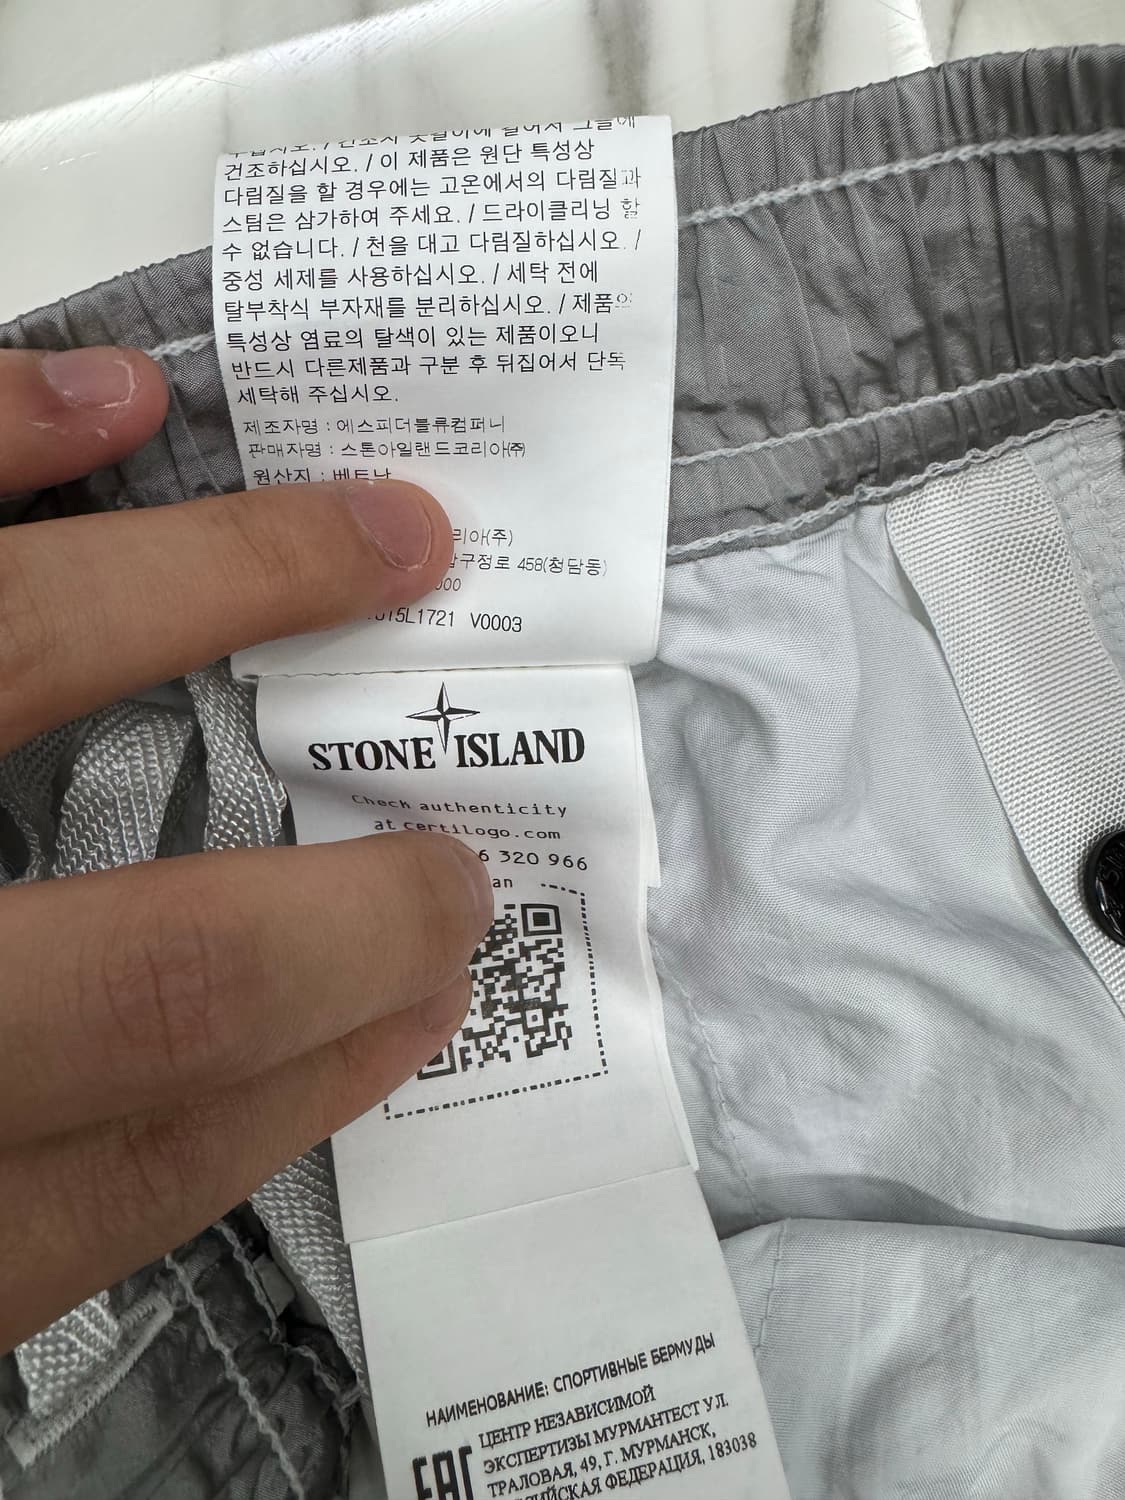 건조하십시오. / 이 제품은 원단 특성상
다림질을 할 경우에는 고온에서의 다림질과
스팀은 삼가하여 주세요. / 드라이클리닝 할
수 없습니다. / 천을 대고 다림질하십시오. /
중성 세제를 사용하십시오. / 세탁 전에
탈부착식 부자재를 분리하십시오. / 제품의
특성상 염료의 탈색이 있는 제품이오니
반드시 다른제품과 구분 후 뒤집어서 단독
세탁해 주십시오.
제조자명 : 에스피더블류컴퍼니
판매자명 : 스톤아일랜드코리아(주)
원산지 : 베트남
리아(주)
압구정로 458(청담동)
000
015L1721 V0003
STONE ISLAND
Check authenticity
at certilogo.com
6 320 966
an
НАИМЕНОВАНИЕ: СПОРТИВНЫЕ БЕРМУДЫ
ЦЕНТР НЕЗАВИСИМОЙ
ЭКСПЕРТИЗЫ МУРМАНТЕСТ УЛ.
ТРАЛОВАЯ, 49, Г. МУРМАНСК,
ФЕДЕРАЦИЯ, 183038
EAC